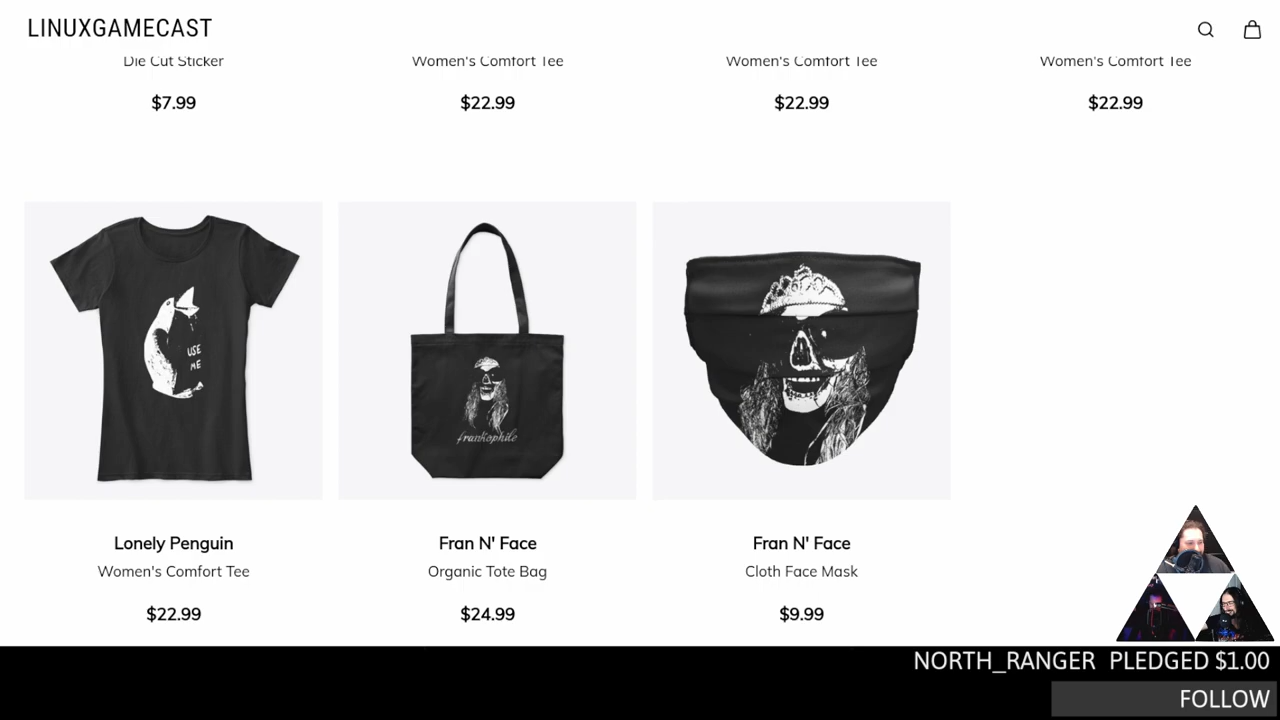 LINUXGAMECAST
Die Cut Sticker
Women's Comfort Tee
Women's Comfort Tee
Women's Comfort Tee
$7.99
$22.99
$22.99
$22.99
USE
ME
frankophile
Lonely Penguin
Fran N' Face
Fran N' Face
Women's Comfort Tee
Organic Tote Bag
Cloth Face Mask
$22.99
$24.99
$9.99
NORTH_RANGER PLEDGED $1.00
FOLLOW